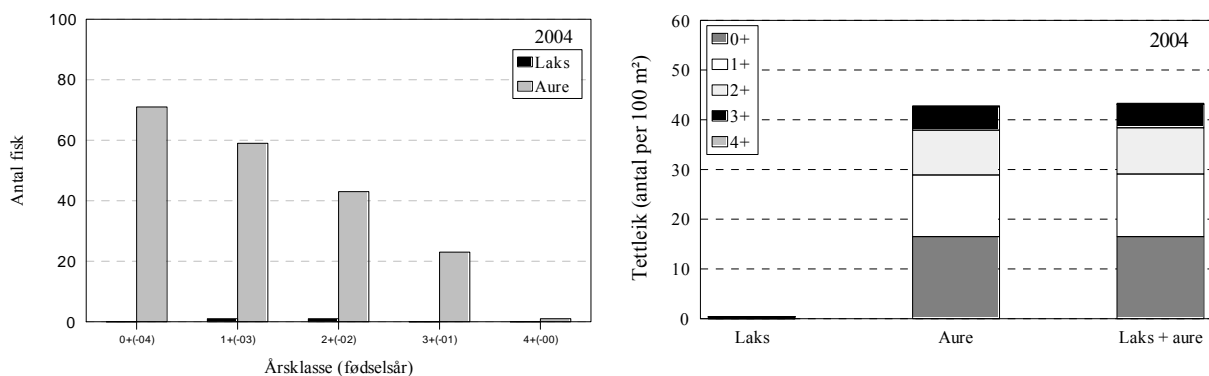 2004
Laks
Aure
Antal fisk
100
80
60
40
20
0
0+(-04) 1+(-03) 2+(-02) 3+(-01) 4+(-00)
Årsklasse (fødselsår)
2004
0+
1+
2+
3+
4+
Tettleik (antal per 100 m²)
60
50
40
30
20
10
0
Laks Aure Laks + aure